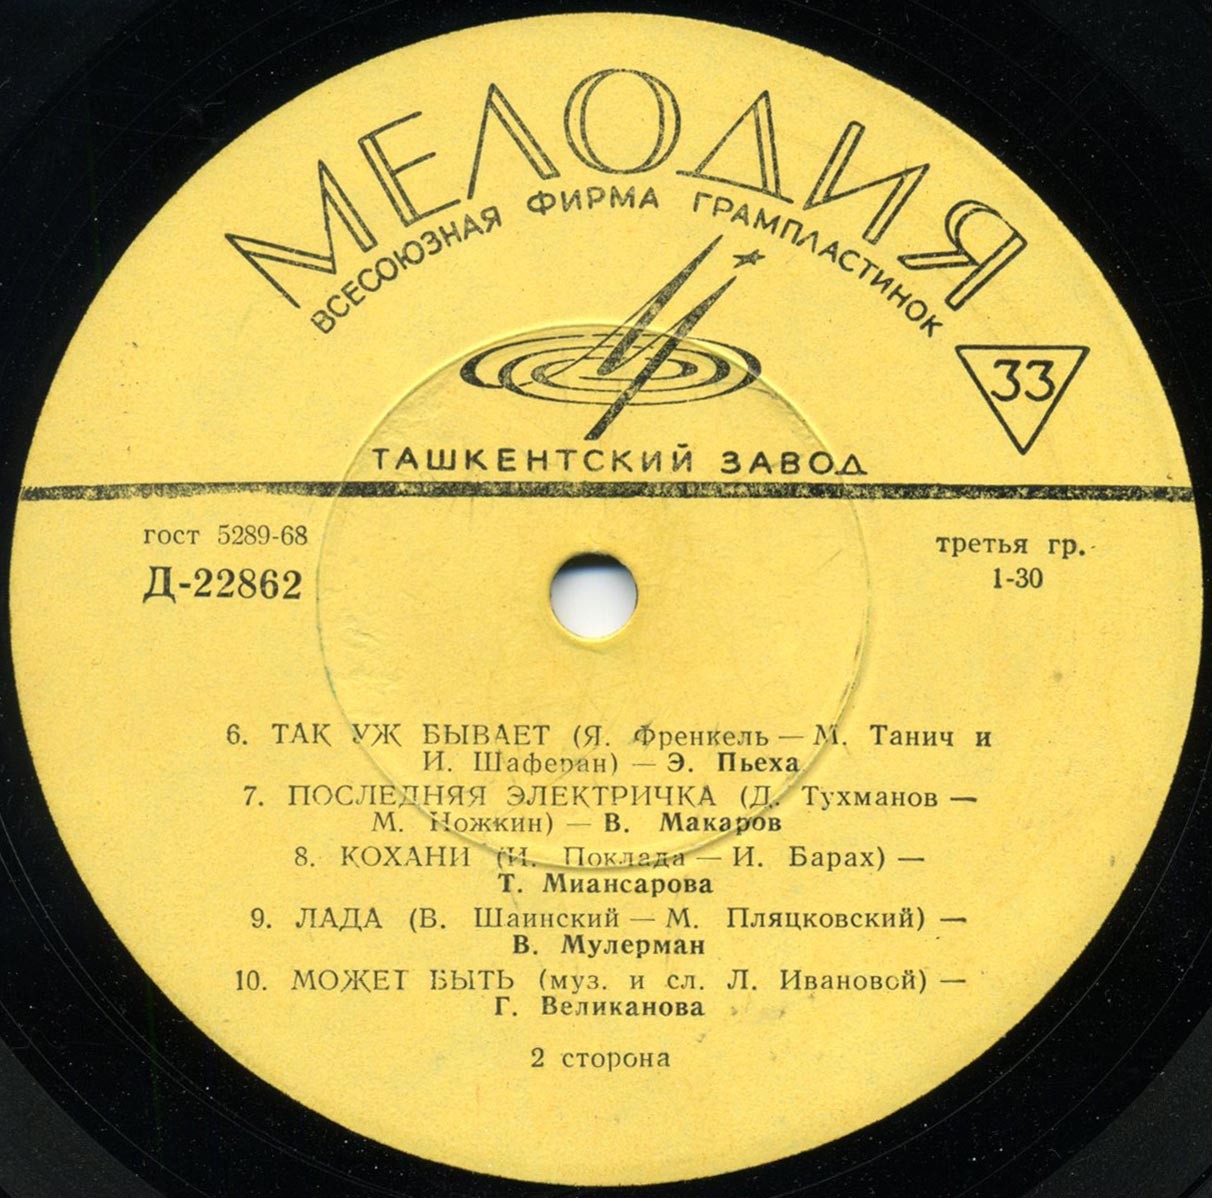 МЕЛОДИЯ
ВСЕСОЮЗНАЯ ФИРМА ГРАМПЛАСТИНОК
33
ТАШКЕНТСКИЙ ЗАВОД
гост 5289-68
Д-22862
третья гр.
1-30
6. ТАК УЖ БЫВАЕТ (Я. Френкель — М. Танич и
И. Шаферан) — Э. Пьеха
7. ПОСЛЕДНЯЯ ЭЛЕКТРИЧКА (Д. Тухманов —
М. Ножкин) — В. Макаров
8. КОХАНИ (И. Поклада — И. Барах) —
Т. Миансарова
9. ЛАДА (В. Шаинский — М. Пляцковский) —
В. Мулерман
10. МОЖЕТ БЫТЬ (муз. и сл. Л. Ивановой) —
Г. Великанова
2 сторона